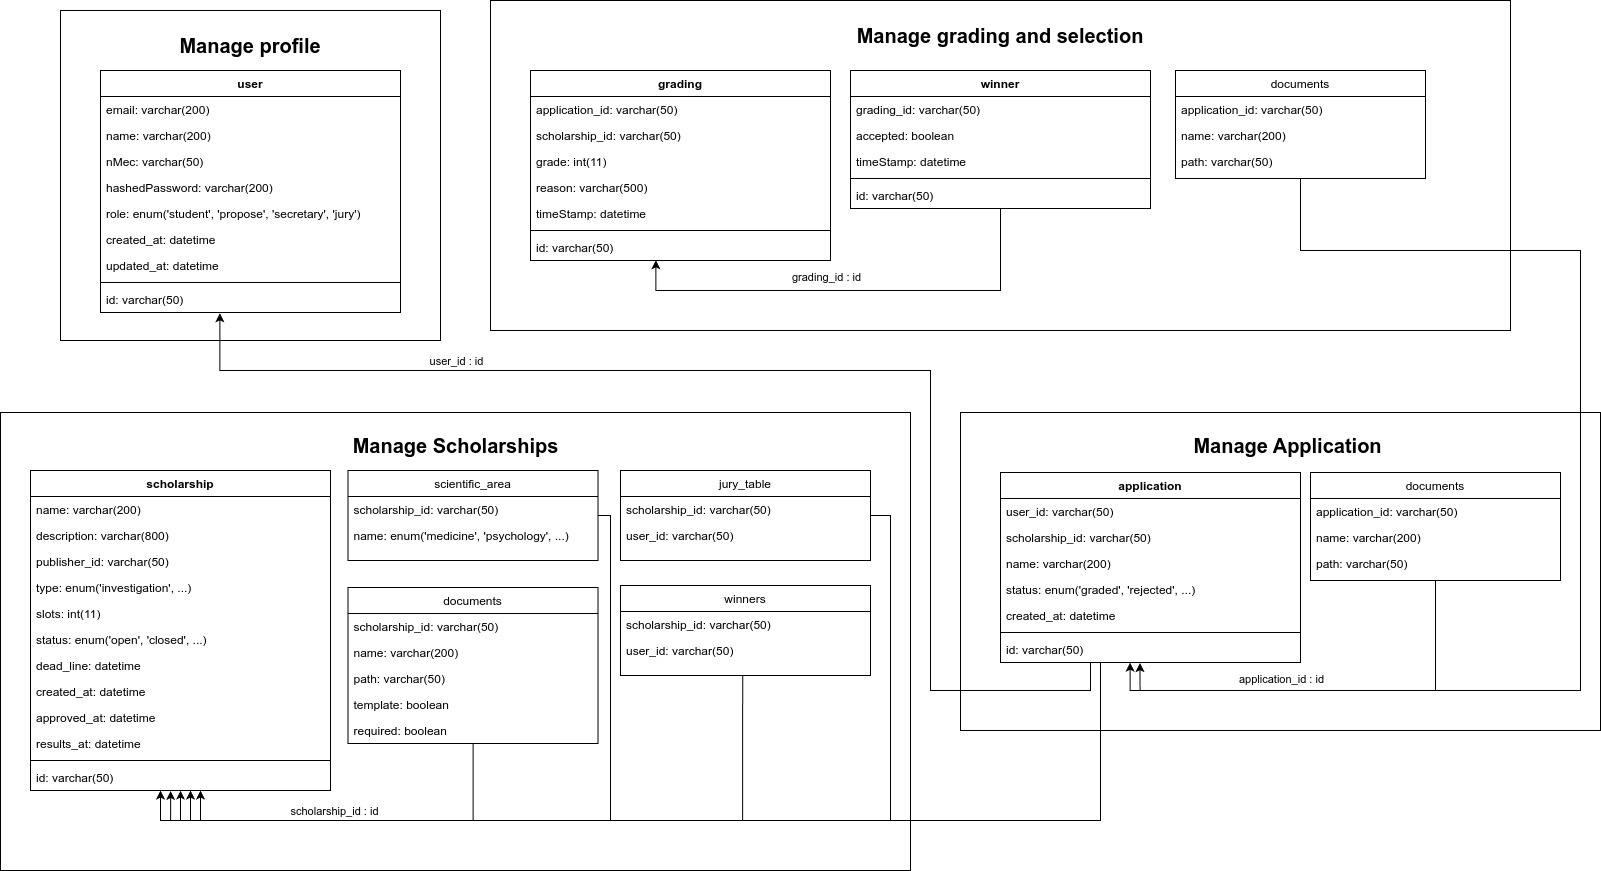 Manage profile
user
email: varchar(200)
name: varchar(200)
nMec: varchar(50)
hashedPassword: varchar(200)
role: enum('student', 'propose', 'secretary', 'jury')
created_at: datetime
updated_at: datetime
id: varchar(50)
Manage grading and selection
grading
application_id: varchar(50)
scholarship_id: varchar(50)
grade: int(11)
reason: varchar(500)
timeStamp: datetime
id: varchar(50)
winner
grading_id: varchar(50)
accepted: boolean
timeStamp: datetime
id: varchar(50)
documents
application_id: varchar(50)
name: varchar(200)
path: varchar(50)
grading_id : id
user_id : id
Manage Scholarships
scholarship
name: varchar(200)
description: varchar(800)
publisher_id: varchar(50)
type: enum('investigation', ...)
slots: int(11)
status: enum('open', 'closed', ...)
dead_line: datetime
created_at: datetime
approved_at: datetime
results_at: datetime
id: varchar(50)
scientific_area
scholarship_id: varchar(50)
name: enum('medicine', 'psychology', ...)
jury_table
scholarship_id: varchar(50)
user_id: varchar(50)
documents
scholarship_id: varchar(50)
name: varchar(200)
path: varchar(50)
template: boolean
required: boolean
winners
scholarship_id: varchar(50)
user_id: varchar(50)
scholarship_id : id
Manage Application
application
user_id: varchar(50)
scholarship_id: varchar(50)
name: varchar(200)
status: enum('graded', 'rejected', ...)
created_at: datetime
id: varchar(50)
documents
application_id: varchar(50)
name: varchar(200)
path: varchar(50)
application_id : id